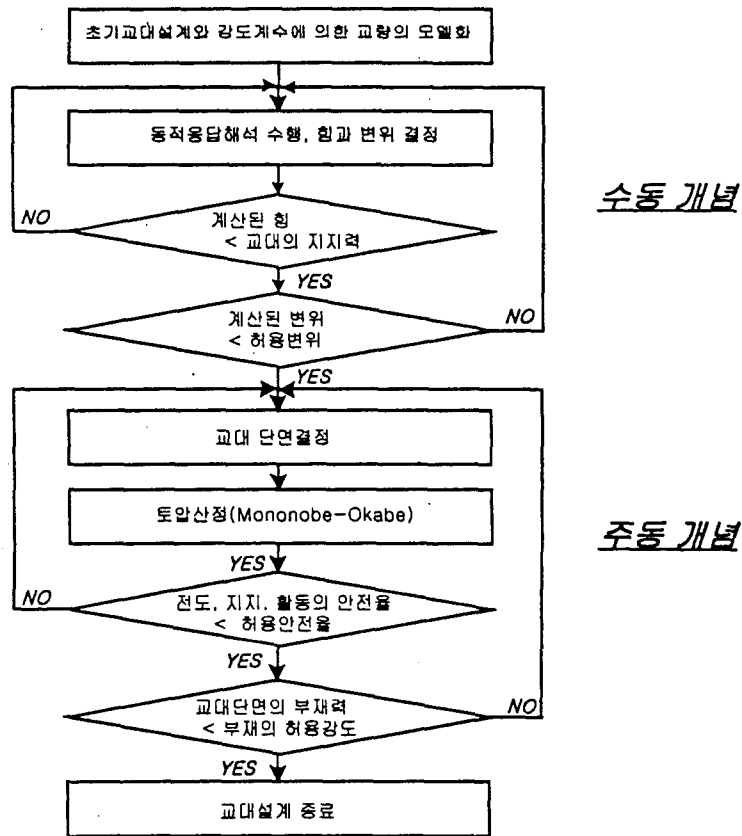 초기교대설계와 강도계수에 의한 교량의 모델화
동적응답해석 수행, 힘과 변위 결정
수동 개념
NO
계산된 힘
< 교대의 지지력
YES
계산된 변위
< 허용변위
NO
YES
교대 단면결정
토압산정(Mononobe-Okabe)
주동 개념
YES
NO
전도, 지지, 활동의 안전율
< 허용안전율
YES
교대단면의 부재력
< 부재의 허용강도
NO
YES
교대설계 종료